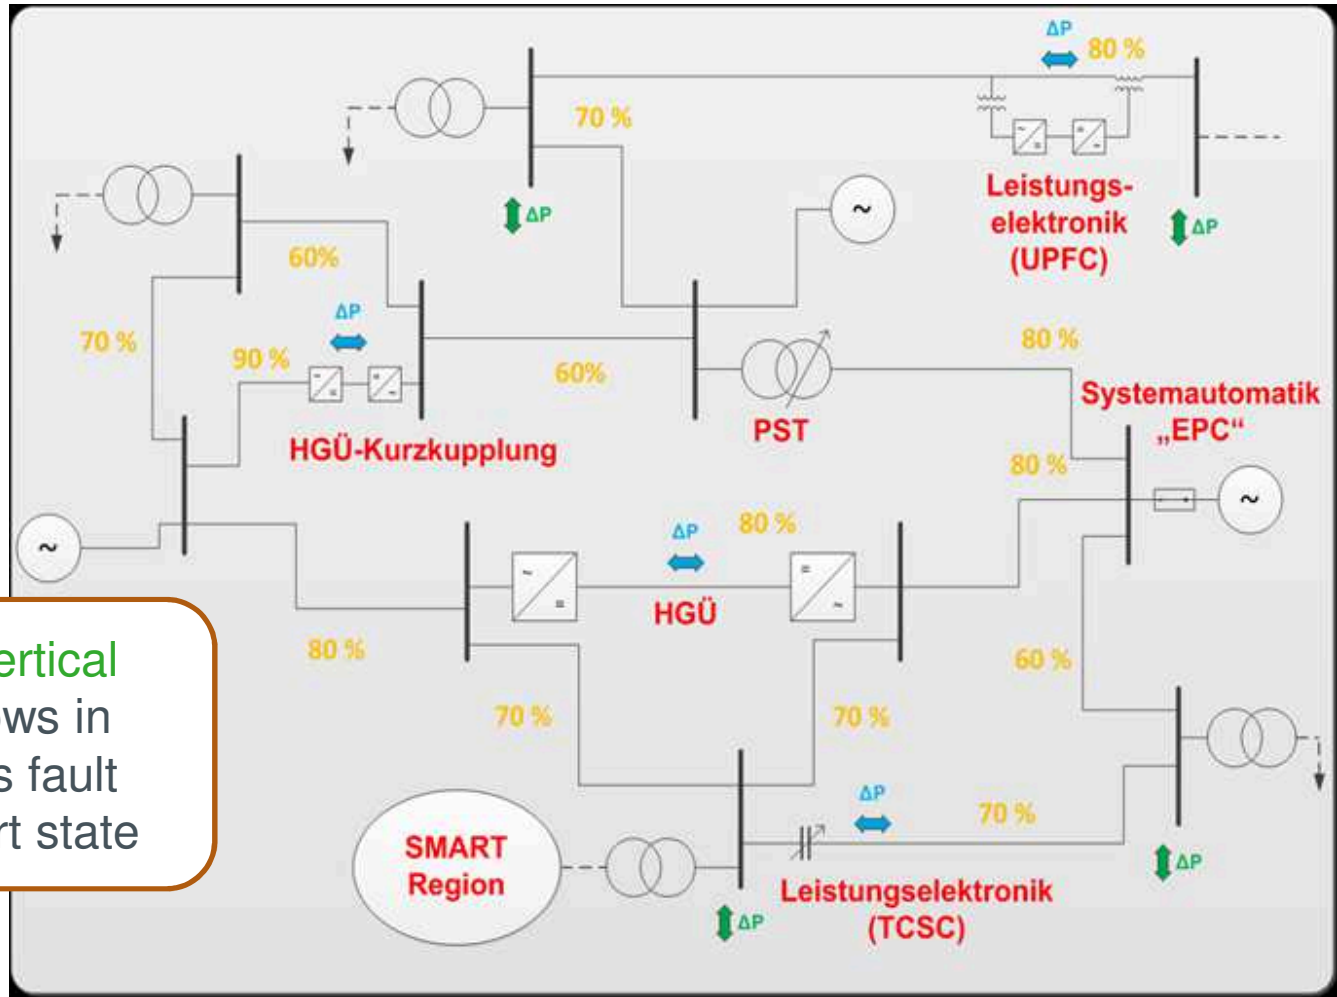 ΔP
80 %
70 %
Leistungs-
elektronik
(UPFC)
ΔP
ΔP
~
60%
ΔP
70 %
90 %
60%
80 %
HGÜ-Kurzkupplung
PST
Systemautomatik
„EPC“
80 %
~
~
ΔP
80 %
HGÜ
80 %
60 %
70 %
70 %
ertical
ows in
s fault
rt state
SMART
Region
ΔP
70 %
Leistungselektronik
(TCSC)
ΔP
ΔP